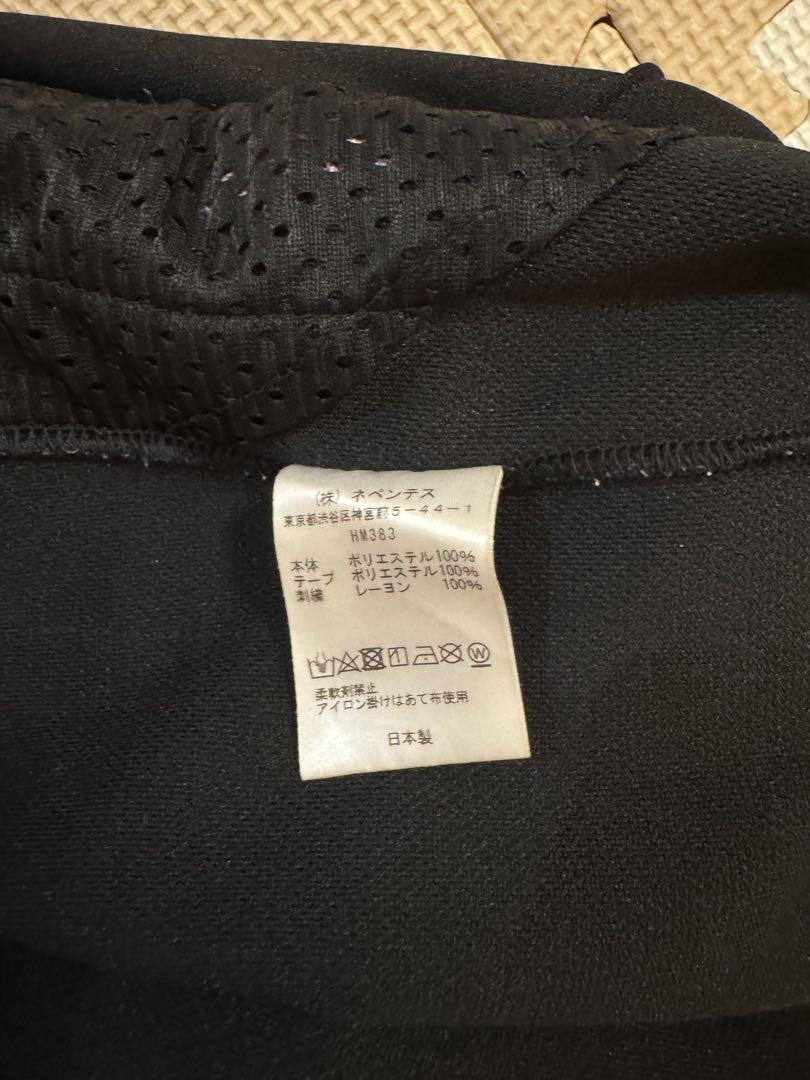 (株) ネペンテス
東京都渋谷区神宮前5-44-1
HM383
本体 ポリエステル100%
テープ ポリエステル100%
刺繍 レーヨン 100%
W
柔軟剤禁止
アイロン掛けはあて布使用
日本製